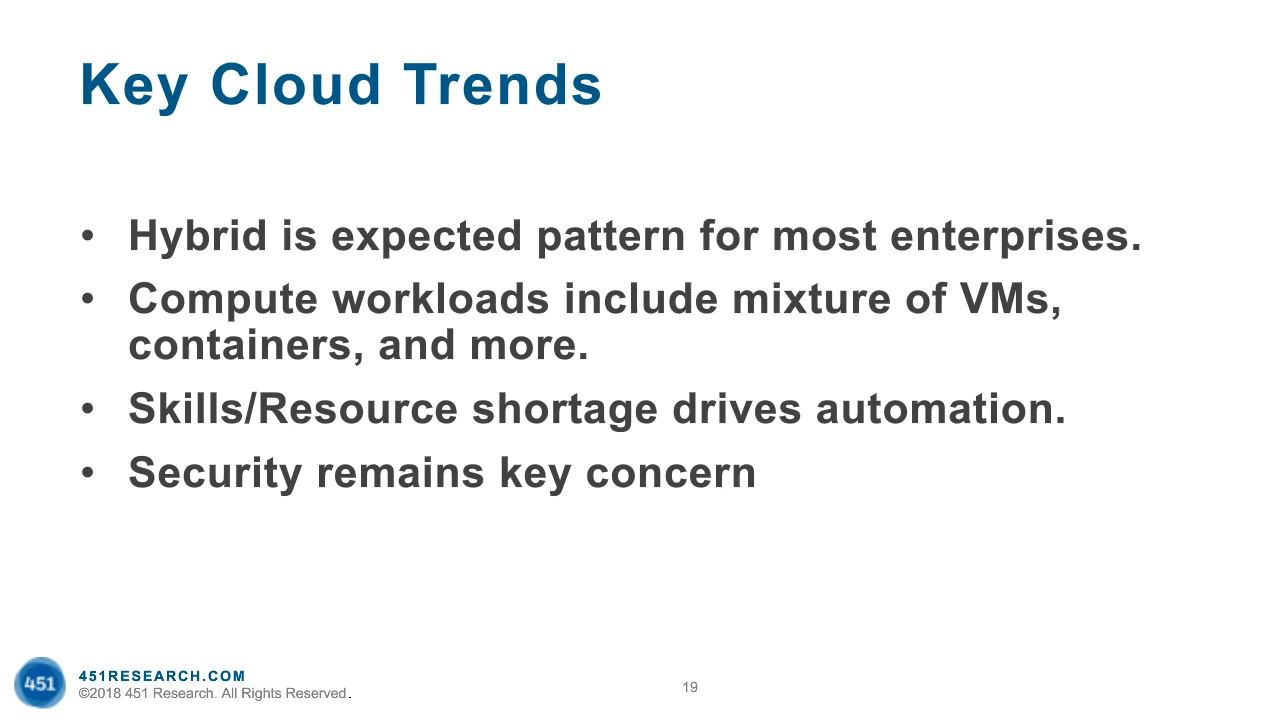 Key Cloud Trends
• Hybrid is expected pattern for most enterprises.
• Compute workloads include mixture of VMs,
containers, and more.
• Skills/Resource shortage drives automation.
• Security remains key concern
451
451RESEARCH.COM
©2018 451 Research. All Rights Reserved.
19